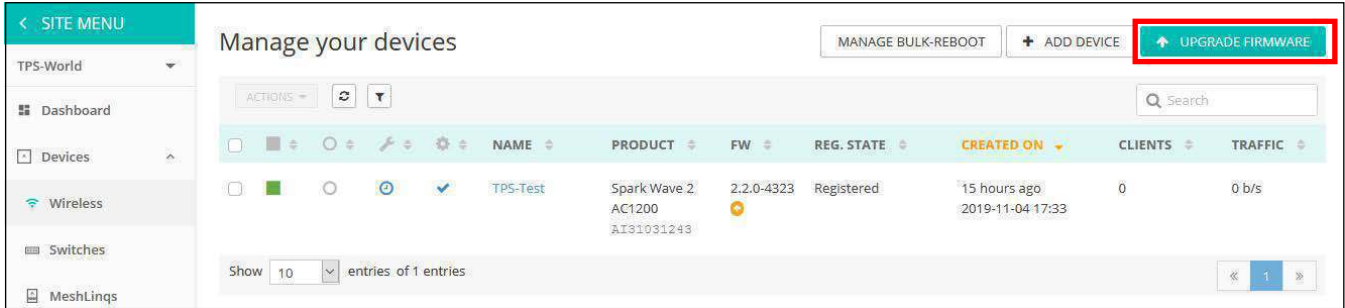 SITE MENU
TPS-World
Dashboard
Devices
Wireless
Switches
MeshLinqs
Manage your devices
MANAGE BULK-REBOOT
ADD DEVICE
UPGRADE FIRMWARE
ACTIONS
Search
NAME PRODUCT FW REG. STATE CREATED ON CLIENTS TRAFFIC
TPS-Test Spark Wave 2 2.2.0-4323 Registered 15 hours ago 0 0 b/s
AC1200 2019-11-04 17:33
AI31031243
Show 10 entries of 1 entries
« 1 »